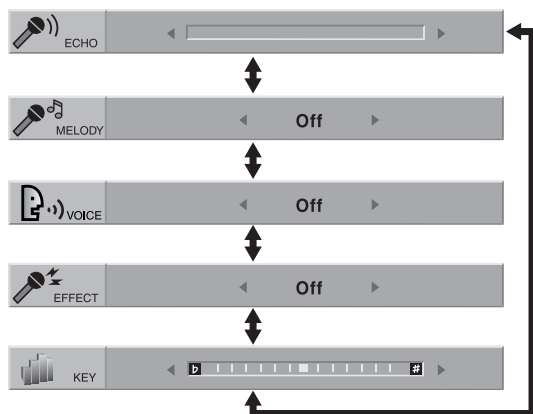 ECHO
MELODY Off
VOICE Off
EFFECT Off
KEY ♭ #